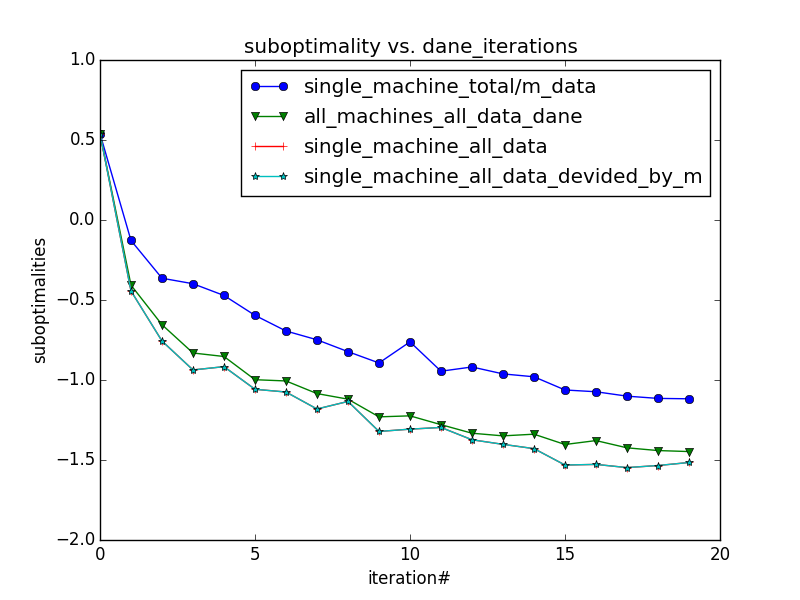 suboptimality vs. dane_iterations
single_machine_total/m_data
all_machines_all_data_dane
single_machine_all_data
single_machine_all_data_devided_by_m
1.0
0.5
0.0
−0.5
−1.0
−1.5
−2.0
suboptimalities
0 5 10 15 20
iteration#